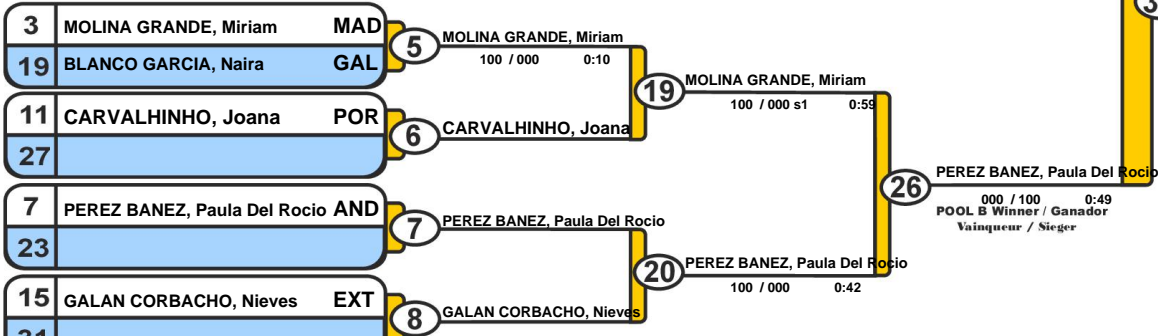 3 MOLINA GRANDE, Miriam MAD
19 BLANCO GARCIA, Naira GAL
5
MOLINA GRANDE, Miriam
100 / 000 0:10
11 CARVALHINHO, Joana POR
27
6
CARVALHINHO, Joana
19
MOLINA GRANDE, Miriam
100 / 000 s1 0:59
7 PEREZ BANEZ, Paula Del Rocio AND
23
7
PEREZ BANEZ, Paula Del Rocio
15 GALAN CORBACHO, Nieves EXT
31
8
GALAN CORBACHO, Nieves
20
PEREZ BANEZ, Paula Del Rocio
100 / 000 0:42
26
PEREZ BANEZ, Paula Del Rocio
000 / 100 0:49
POOL B Winner / Ganador
Vainqueur / Sieger